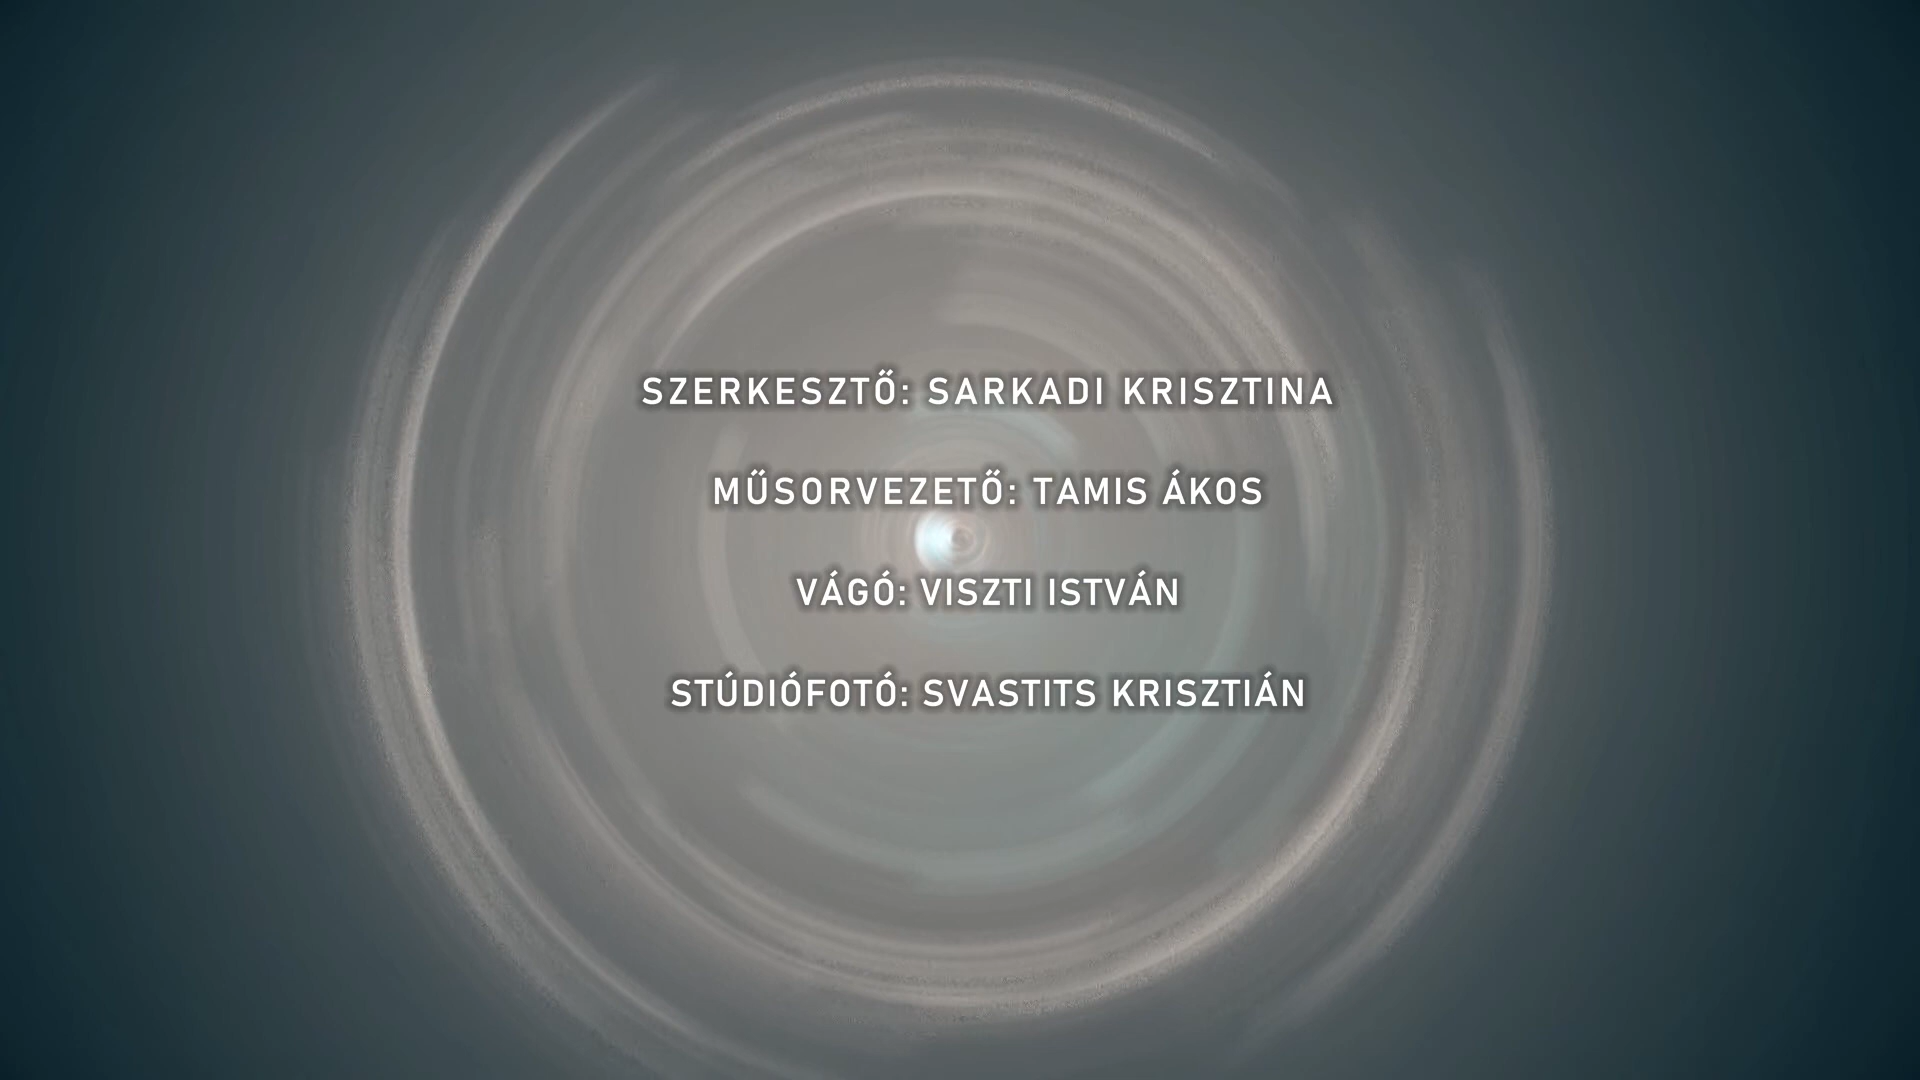 SZERKESZTŐ: SARKADI KRISZTINA
MŰSORVEZETŐ: TAMIS ÁKOS
VÁGÓ: VISZTI ISTVÁN
STÚDIÓFOTÓ: SVASTITS KRISZTIÁN